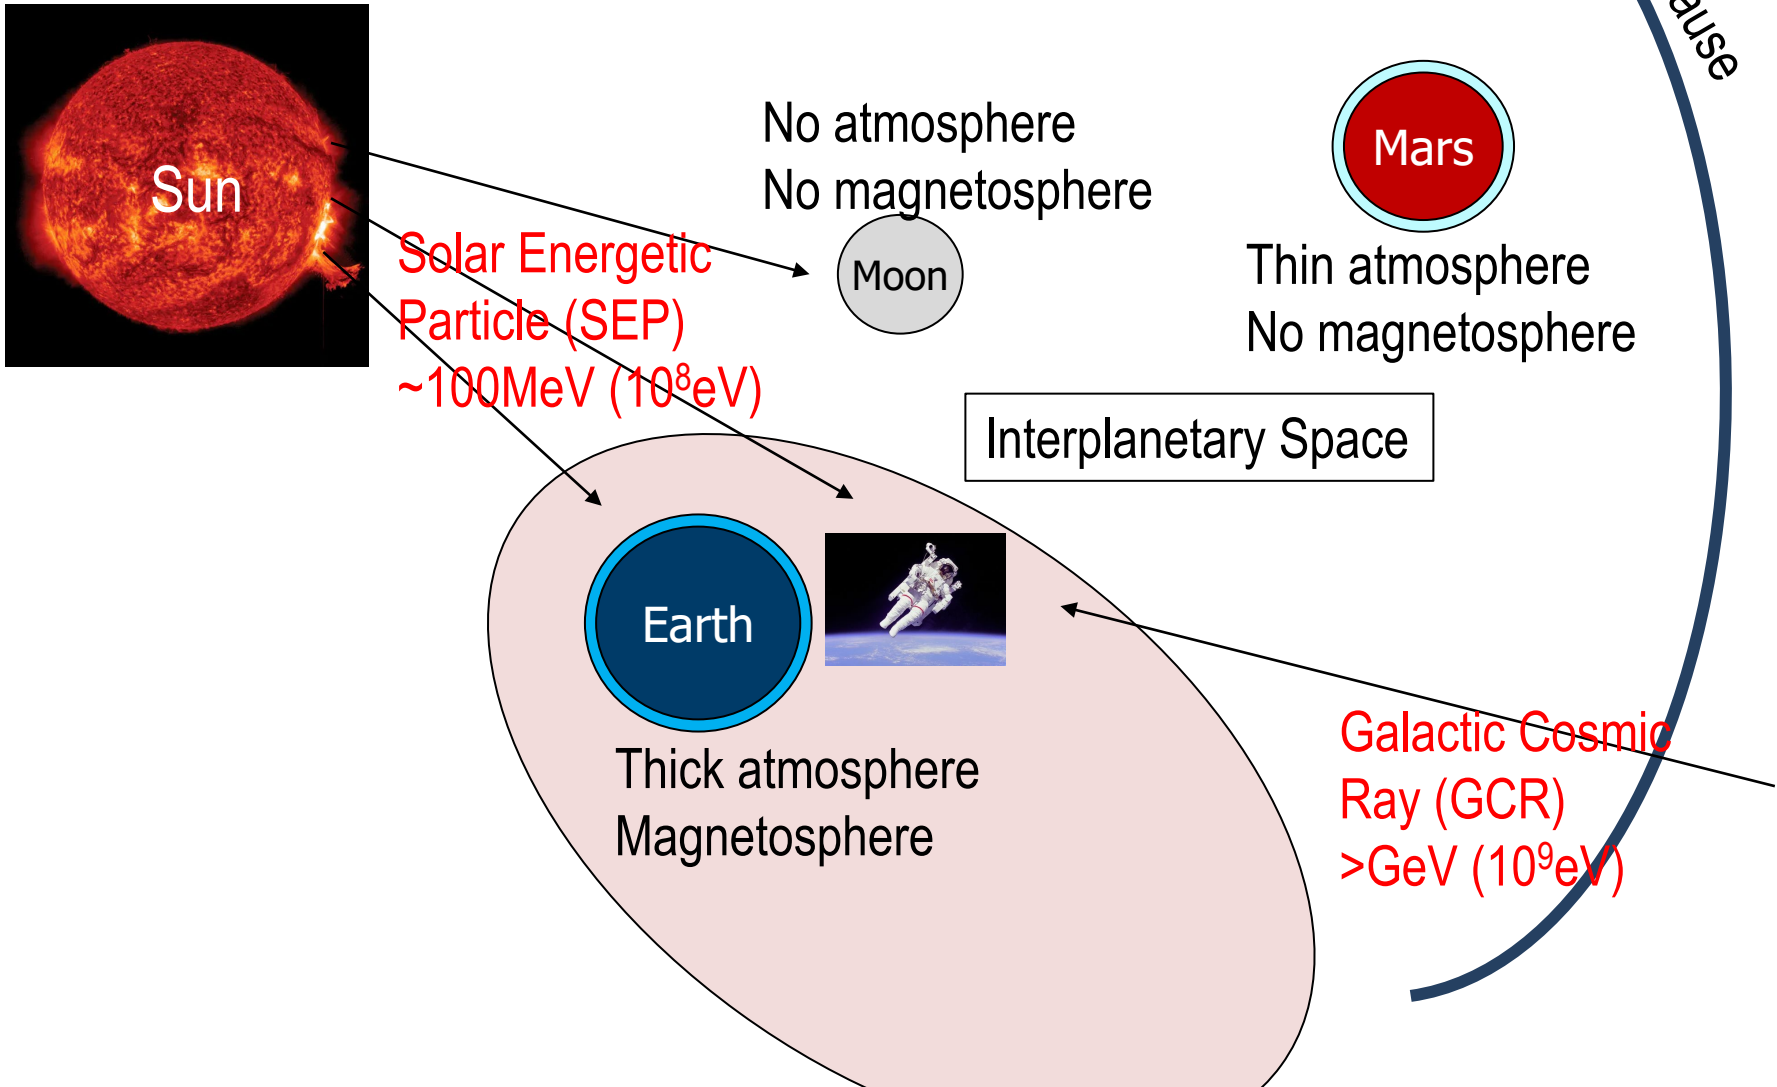 ause
No atmosphere
No magnetosphere
Mars
Sun
Solar Energetic
Particle (SEP)
~100MeV (10⁸eV)
Moon
Thin atmosphere
No magnetosphere
Interplanetary Space
Earth
Thick atmosphere
Magnetosphere
Galactic Cosmic
Ray (GCR)
>GeV (10⁹eV)